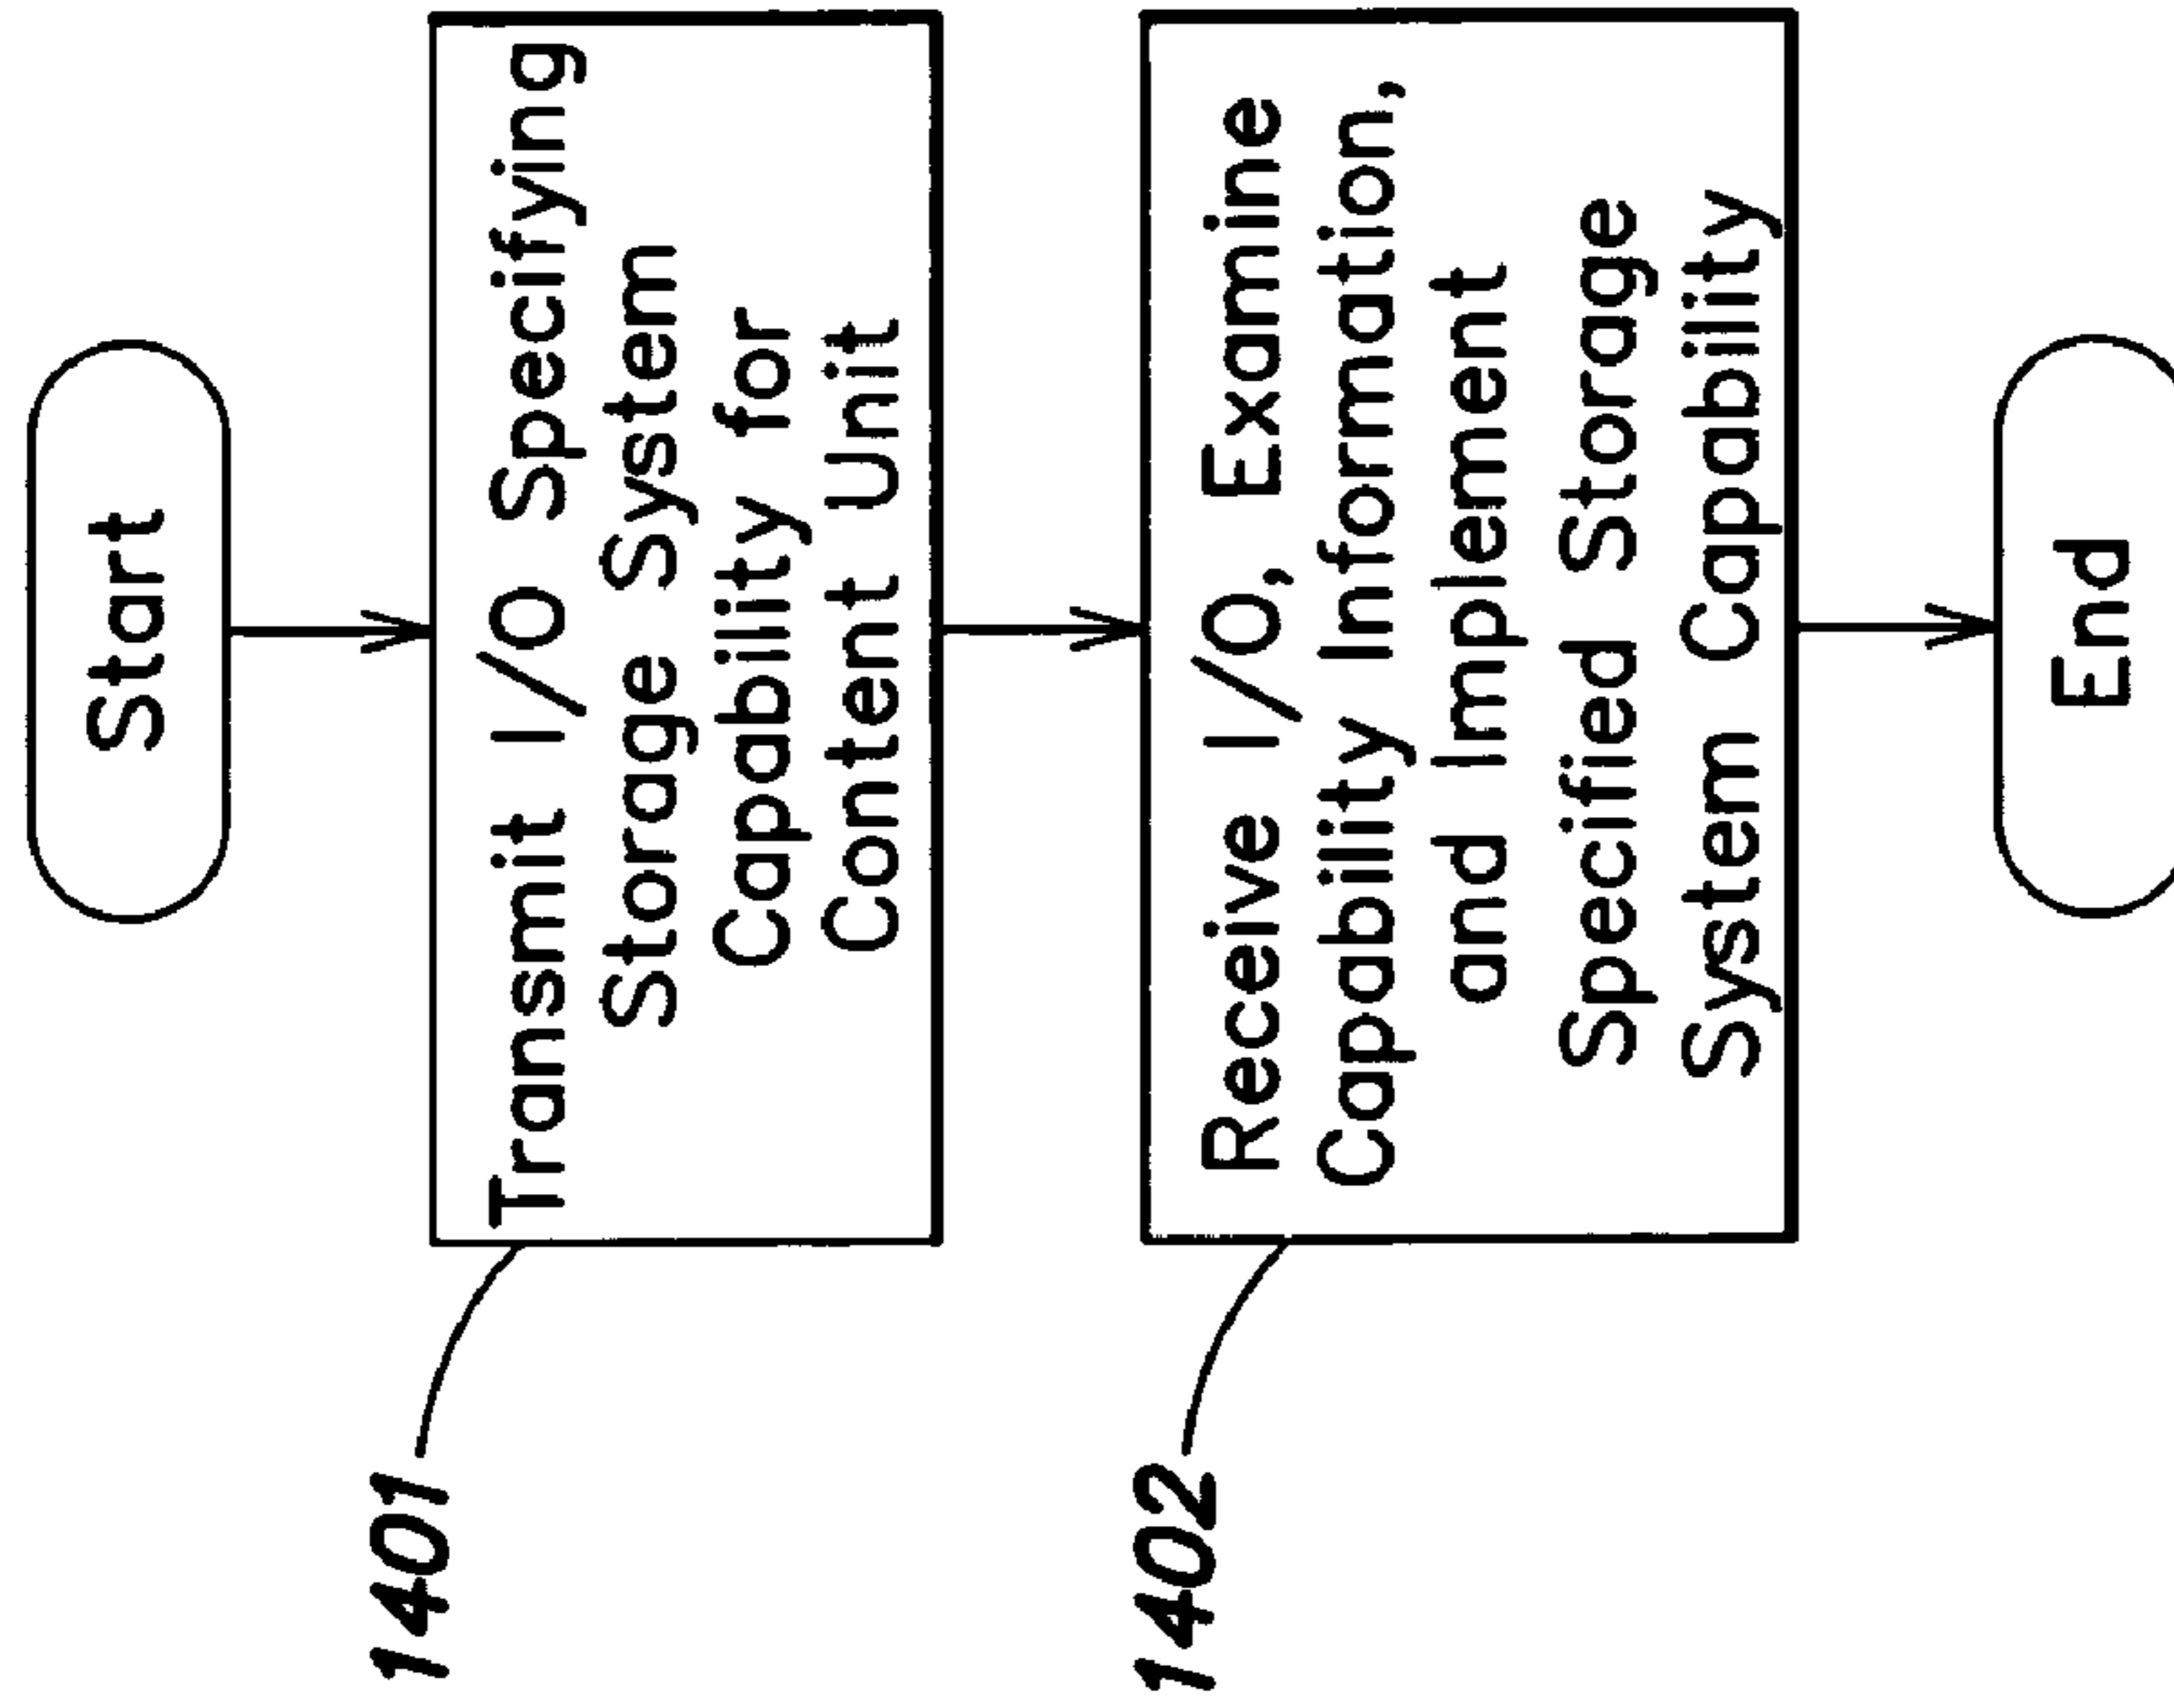 Start
1401
Transmit I/O Specifying
Storage System
Capability for
Content Unit
1402
Receive I/O, Examine
Capability Information,
and Implement
Specified Storage
System Capability
End